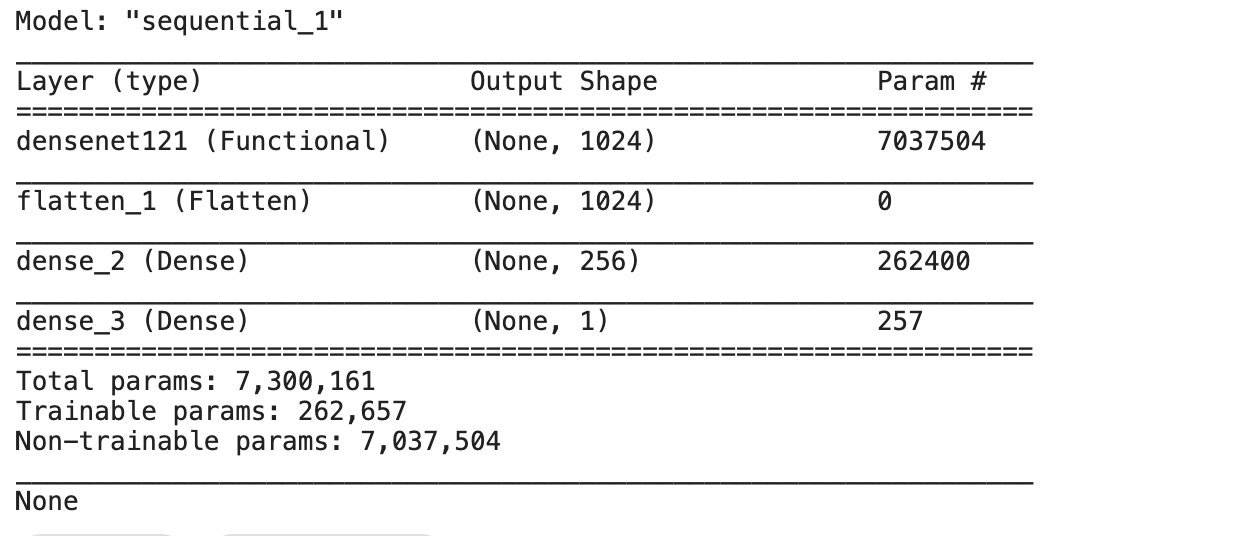 Model: "sequential_1"
Layer (type) Output Shape Param #
densenet121 (Functional) (None, 1024) 7037504
flatten_1 (Flatten) (None, 1024) 0
dense_2 (Dense) (None, 256) 262400
dense_3 (Dense) (None, 1) 257
Total params: 7,300,161
Trainable params: 262,657
Non-trainable params: 7,037,504
None